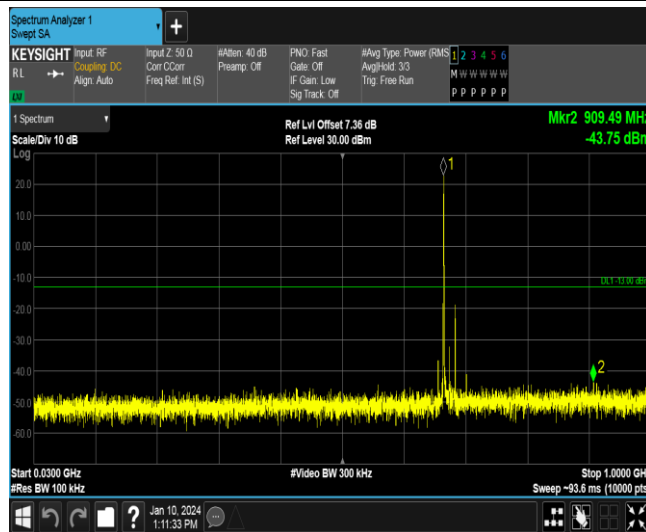 Spectrum Analyzer 1
Swept SA
KEYSIGHT
RL
Input: RF
Coupling: DC
Align: Auto
Input Z: 50 Ω
Corr CCorr
Freq Ref: Int (S)
#Atten: 40 dB
Preamp: Off
PNO: Fast
Gate: Off
IF Gain: Low
Sig Track: Off
#Avg Type: Power (RMS
Avg|Hold: 3/3
Trig: Free Run
1 2 3 4 5 6
M W W W W W
P P P P P P
1 Spectrum
Scale/Div 10 dB
Ref Lvl Offset 7.36 dB
Ref Level 30.00 dBm
Mkr2 909.49 MHz
-43.75 dBm
Log
1
20.0
10.0
0.00
-10.0
DL1 -13.00 dBm
-20.0
-30.0
-40.0
2
-50.0
-60.0
Start 0.0300 GHz
#Video BW 300 kHz
Stop 1.0000 GHz
#Res BW 100 kHz
Sweep ~93.6 ms (10000 pts
?
Jan 10, 2024
1:11:33 PM